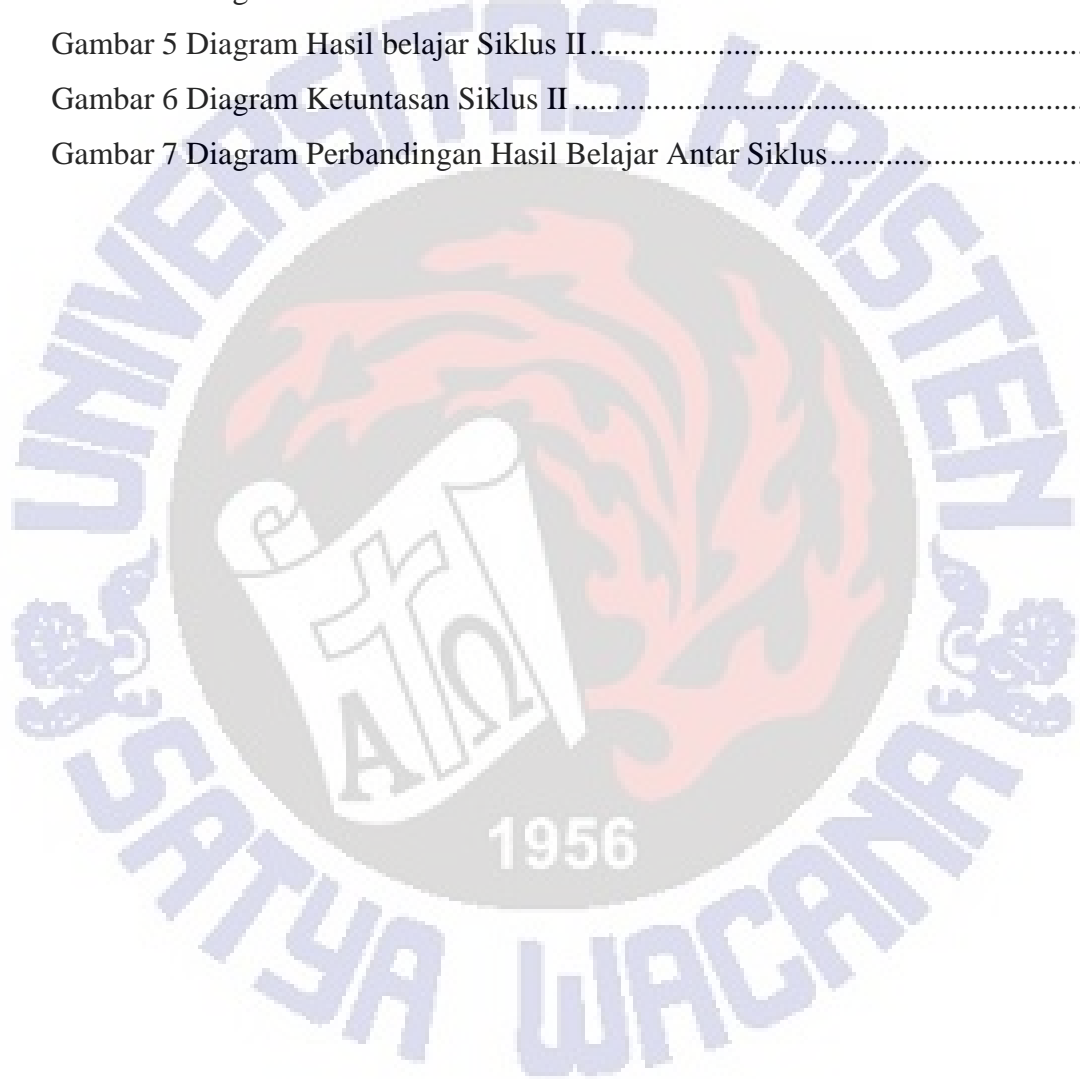 Gambar 5 Diagram Hasil belajar Siklus II........................................................
Gambar 6 Diagram Ketuntasan Siklus II..........................................................
Gambar 7 Diagram Perbandingan Hasil Belajar Antar Siklus............................
UNIVERSITAS KRISTEN
A Ω
1956
SATYA WACANA